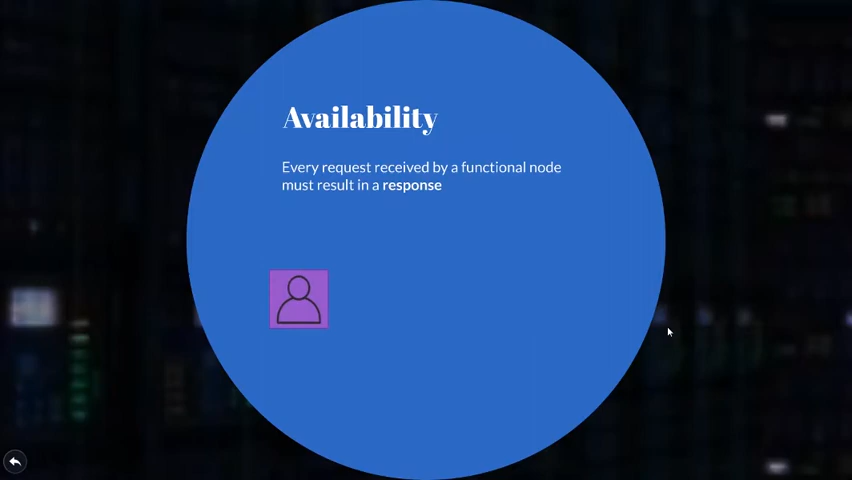 Availability
Every request received by a functional node
must result in a response